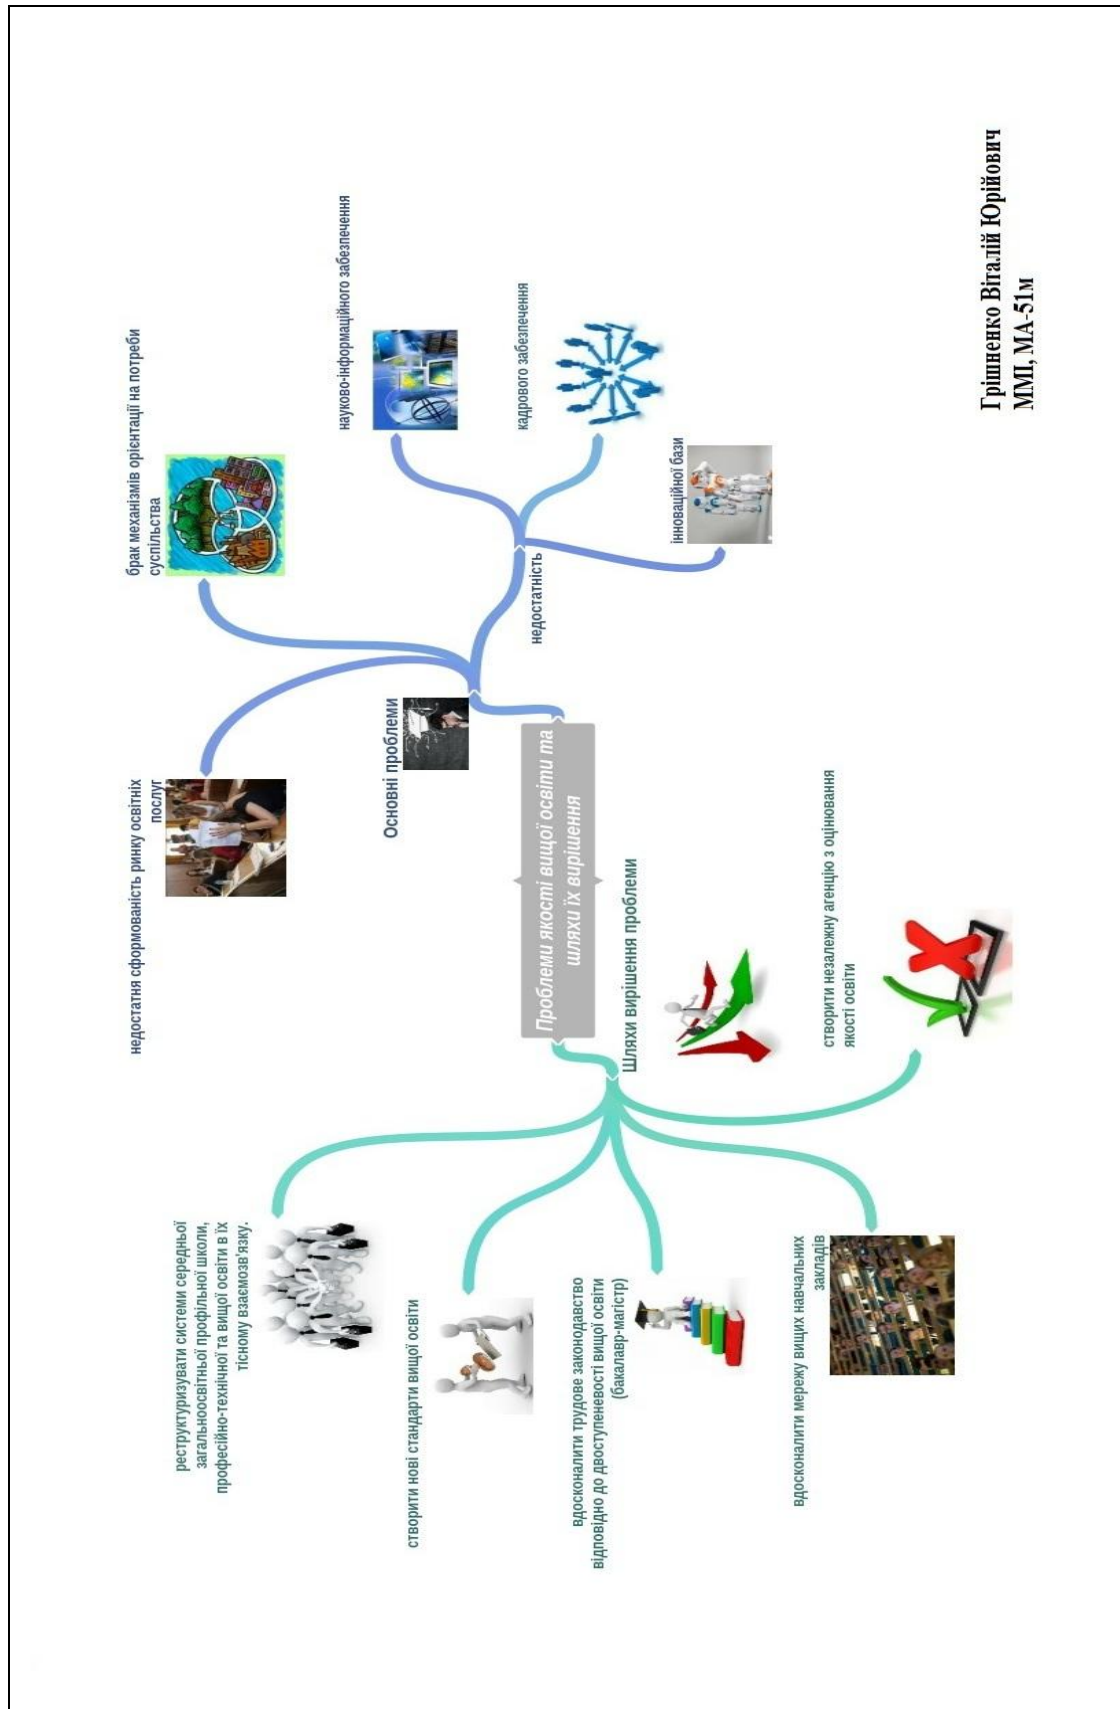 Проблеми якості вищої освіти та
шляхи їх вирішення
Основні проблеми
недостатня сформованість ринку освітніх
послуг
брак механізмів орієнтації на потреби
суспільства
недостатність
науково-інформаційного забезпечення
кадрового забезпечення
інноваційної бази
Шляхи вирішення проблеми
реструктуризувати системи середньої
загальноосвітньої профільної школи,
професійно-технічної та вищої освіти в їх
тісному взаємозв'язку.
створити нові стандарти вищої освіти
вдосконалити трудове законодавство
відповідно до двоступеневості вищої освіти
(бакалавр-магістр)
вдосконалити мережу вищих навчальних
закладів
створити незалежну агенцію з оцінювання
якості освіти
Грішненко Віталій Юрійович
ММІ, МА-51м